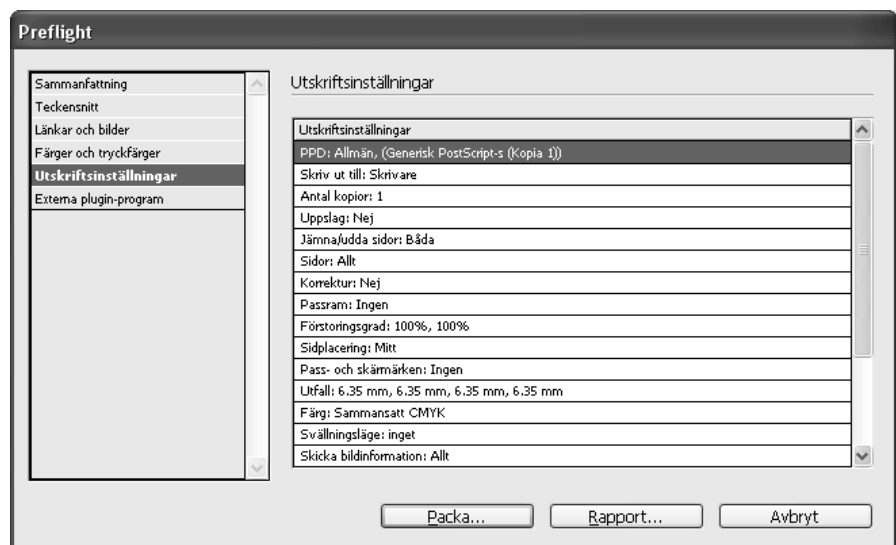 Preflight
Sammanfattning
Teckensnitt
Länkar och bilder
Färger och tryckfärger
Utskriftsinställningar
Externa plugin-program
Utskriftsinställningar
Utskriftsinställningar
PPD: Allmän, (Generisk PostScript-s (Kopia 1))
Skriv ut till: Skrivare
Antal kopior: 1
Uppslag: Nej
Jämna/udda sidor: Båda
Sidor: Allt
Korrektur: Nej
Passram: Ingen
Förstoringsgrad: 100%, 100%
Sidplacering: Mitt
Pass- och skärmärken: Ingen
Utfall: 6.35 mm, 6.35 mm, 6.35 mm, 6.35 mm
Färg: Sammansatt CMYK
Svällningsläge: inget
Skicka bildinformation: Allt
Packa...
Rapport...
Avbryt